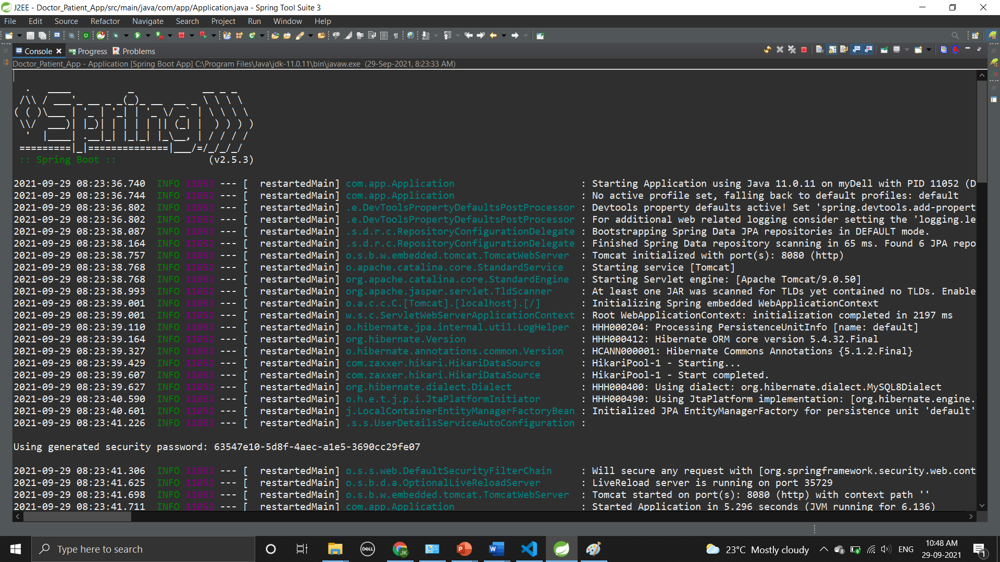 J2EE - Doctor_Patient_App/src/main/java/com/app/Application.java - Spring Tool Suite 3
File Edit Source Refactor Navigate Search Project Run Window Help
Console Progress Problems
Doctor_Patient_App - Application [Spring Boot App] C:\Program Files\Java\jdk-11.0.11\bin\javaw.exe (29-Sep-2021, 8:23:33 AM)
  .   ____          _            __ _ _
 /\\ / ___'_ __ _ _(_)_ __  __ _ \ \ \ \
( ( )\___ | '_ | '_| | '_ \/ _` | \ \ \ \
 \\/  ___)| |_)| | | | | || (_| |  ) ) ) )
  '  |____| .__|_| |_|_| |_\__, | / / / /
 =========|_|==============|___/=/_/_/_/
 :: Spring Boot ::                (v2.5.3)
2021-09-29 08:23:36.740 INFO 11052 --- [ restartedMain] com.app.Application : Starting Application using Java 11.0.11 on myDell with PID 11052 (D
2021-09-29 08:23:36.744 INFO 11052 --- [ restartedMain] com.app.Application : No active profile set, falling back to default profiles: default
2021-09-29 08:23:36.802 INFO 11052 --- [ restartedMain] .e.DevToolsPropertyDefaultsPostProcessor : Devtools property defaults active! Set 'spring.devtools.add-propert
2021-09-29 08:23:36.802 INFO 11052 --- [ restartedMain] .e.DevToolsPropertyDefaultsPostProcessor : For additional web related logging consider setting the 'logging.le
2021-09-29 08:23:38.087 INFO 11052 --- [ restartedMain] .s.d.r.c.RepositoryConfigurationDelegate : Bootstrapping Spring Data JPA repositories in DEFAULT mode.
2021-09-29 08:23:38.164 INFO 11052 --- [ restartedMain] .s.d.r.c.RepositoryConfigurationDelegate : Finished Spring Data repository scanning in 65 ms. Found 6 JPA repo
2021-09-29 08:23:38.757 INFO 11052 --- [ restartedMain] o.s.b.w.embedded.tomcat.TomcatWebServer : Tomcat initialized with port(s): 8080 (http)
2021-09-29 08:23:38.768 INFO 11052 --- [ restartedMain] o.apache.catalina.core.StandardService : Starting service [Tomcat]
2021-09-29 08:23:38.768 INFO 11052 --- [ restartedMain] org.apache.catalina.core.StandardEngine : Starting Servlet engine: [Apache Tomcat/9.0.50]
2021-09-29 08:23:38.993 INFO 11052 --- [ restartedMain] org.apache.jasper.servlet.TldScanner : At least one JAR was scanned for TLDs yet contained no TLDs. Enable
2021-09-29 08:23:39.001 INFO 11052 --- [ restartedMain] o.a.c.c.C.[Tomcat].[localhost].[/] : Initializing Spring embedded WebApplicationContext
2021-09-29 08:23:39.001 INFO 11052 --- [ restartedMain] w.s.c.ServletWebServerApplicationContext : Root WebApplicationContext: initialization completed in 2197 ms
2021-09-29 08:23:39.110 INFO 11052 --- [ restartedMain] o.hibernate.jpa.internal.util.LogHelper : HHH000204: Processing PersistenceUnitInfo [name: default]
2021-09-29 08:23:39.164 INFO 11052 --- [ restartedMain] org.hibernate.Version : HHH000412: Hibernate ORM core version 5.4.32.Final
2021-09-29 08:23:39.327 INFO 11052 --- [ restartedMain] o.hibernate.annotations.common.Version : HCANN000001: Hibernate Commons Annotations {5.1.2.Final}
2021-09-29 08:23:39.429 INFO 11052 --- [ restartedMain] com.zaxxer.hikari.HikariDataSource : HikariPool-1 - Starting...
2021-09-29 08:23:39.607 INFO 11052 --- [ restartedMain] com.zaxxer.hikari.HikariDataSource : HikariPool-1 - Start completed.
2021-09-29 08:23:39.627 INFO 11052 --- [ restartedMain] org.hibernate.dialect.Dialect : HHH000400: Using dialect: org.hibernate.dialect.MySQL8Dialect
2021-09-29 08:23:40.590 INFO 11052 --- [ restartedMain] o.h.e.t.j.p.i.JtaPlatformInitiator : HHH000490: Using JtaPlatform implementation: [org.hibernate.engine.
2021-09-29 08:23:40.601 INFO 11052 --- [ restartedMain] j.LocalContainerEntityManagerFactoryBean : Initialized JPA EntityManagerFactory for persistence unit 'default'
2021-09-29 08:23:41.226 INFO 11052 --- [ restartedMain] .s.s.UserDetailsServiceAutoConfiguration :
Using generated security password: 63547e10-5d8f-4aec-a1e5-3690cc29fe07
2021-09-29 08:23:41.306 INFO 11052 --- [ restartedMain] o.s.s.web.DefaultSecurityFilterChain : Will secure any request with [org.springframework.security.web.cont
2021-09-29 08:23:41.625 INFO 11052 --- [ restartedMain] o.s.b.d.a.OptionalLiveReloadServer : LiveReload server is running on port 35729
2021-09-29 08:23:41.698 INFO 11052 --- [ restartedMain] o.s.b.w.embedded.tomcat.TomcatWebServer : Tomcat started on port(s): 8080 (http) with context path ''
2021-09-29 08:23:41.711 INFO 11052 --- [ restartedMain] com.app.Application : Started Application in 5.296 seconds (JVM running for 6.136)
Type here to search
DELL
JK
23°C Mostly cloudy
ENG
10:48 AM
29-09-2021
1